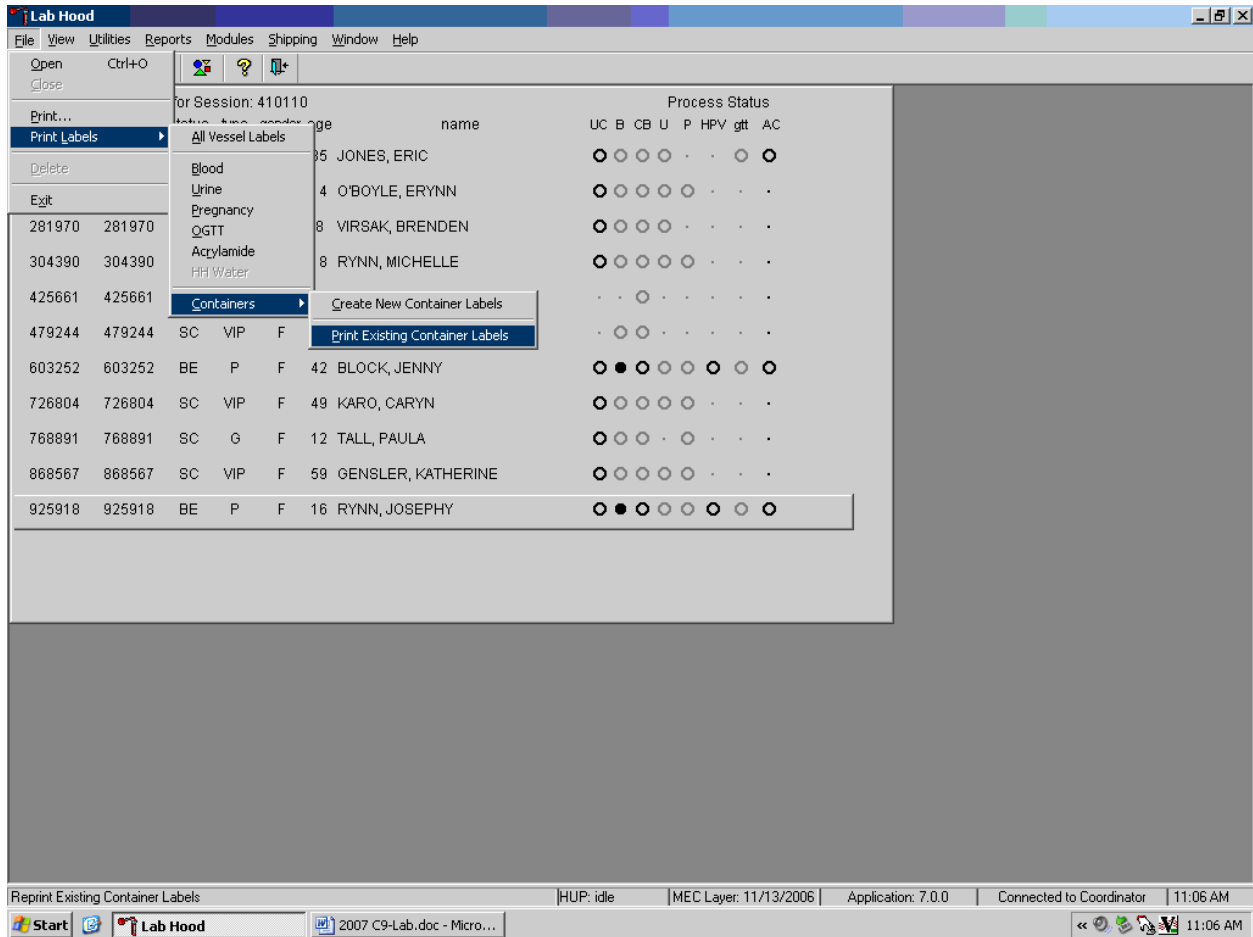 Lab Hood
File View Utilities Reports Modules Shipping Window Help
Open Ctrl+O
Close
Print...
Print Labels
Delete
Exit
All Vessel Labels
Blood
Urine
Pregnancy
OGTT
Acrylamide
HH Water
Containers
Create New Container Labels
Print Existing Container Labels
for Session: 410110 Process Status
status type gender age name UC B CB U P HPV gtt AC
35 JONES, ERIC
4 O'BOYLE, ERYNN
281970 281970 8 VIRSAK, BRENDEN
304390 304390 8 RYNN, MICHELLE
425661 425661
479244 479244 SC VIP F
603252 603252 BE P F 42 BLOCK, JENNY
726804 726804 SC VIP F 49 KARO, CARYN
768891 768891 SC G F 12 TALL, PAULA
868567 868567 SC VIP F 59 GENSLER, KATHERINE
925918 925918 BE P F 16 RYNN, JOSEPHY
Reprint Existing Container Labels HUP: idle MEC Layer: 11/13/2006 Application: 7.0.0 Connected to Coordinator 11:06 AM
Start Lab Hood 2007 C9-Lab.doc - Micro... « 11:06 AM